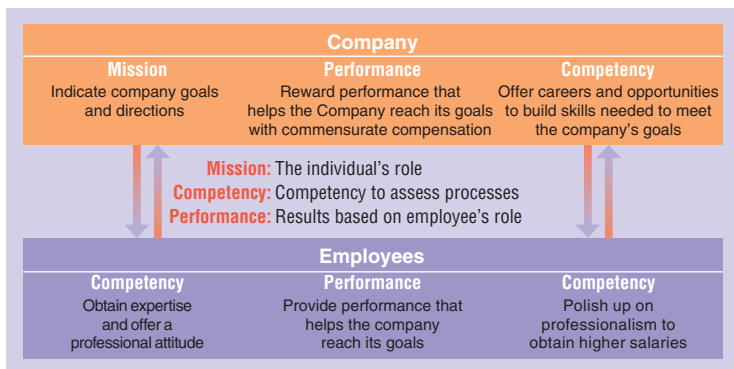 Company
Mission
Indicate company goals
and directions
Performance
Reward performance that
helps the Company reach its goals
with commensurate compensation
Competency
Offer careers and opportunities
to build skills needed to meet
the company's goals
Mission: The individual's role
Competency: Competency to assess processes
Performance: Results based on employee's role
Employees
Competency
Obtain expertise
and offer a
professional attitude
Performance
Provide performance that
helps the company
reach its goals
Competency
Polish up on
professionalism to
obtain higher salaries